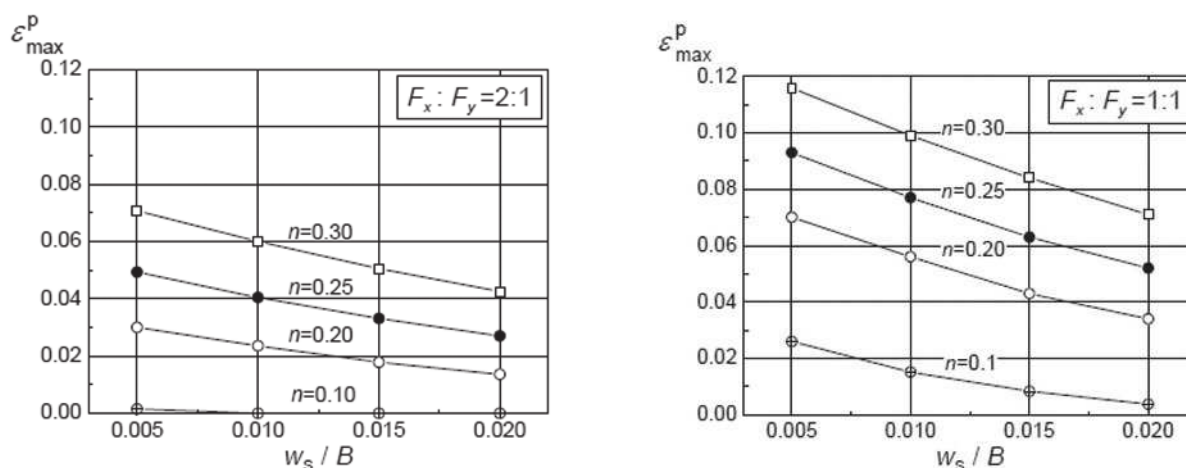 ε^p_max
0.12
F_x : F_y =2:1
0.10
0.08
0.06
n=0.30
0.04
n=0.25
n=0.20
0.02
n=0.10
0.00
0.005 0.010 0.015 0.020
w_s / B
ε^p_max
0.12
F_x : F_y =1:1
n=0.30
0.10
n=0.25
0.08
n=0.20
0.06
0.04
0.02
n=0.1
0.00
0.005 0.010 0.015 0.020
w_s / B